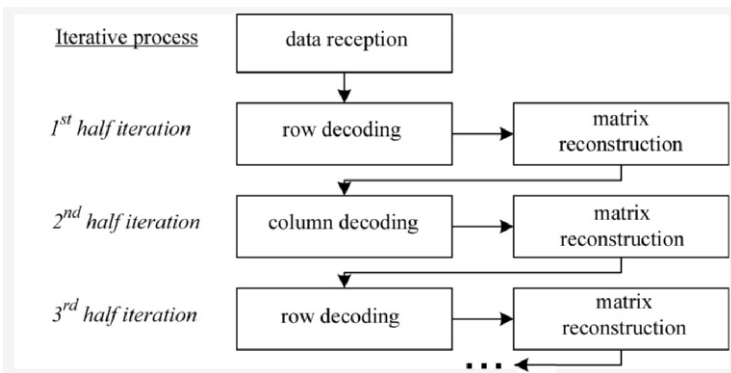 Iterative process
data reception
1st half iteration
row decoding
matrix
reconstruction
2nd half iteration
column decoding
matrix
reconstruction
3rd half iteration
row decoding
matrix
reconstruction
...